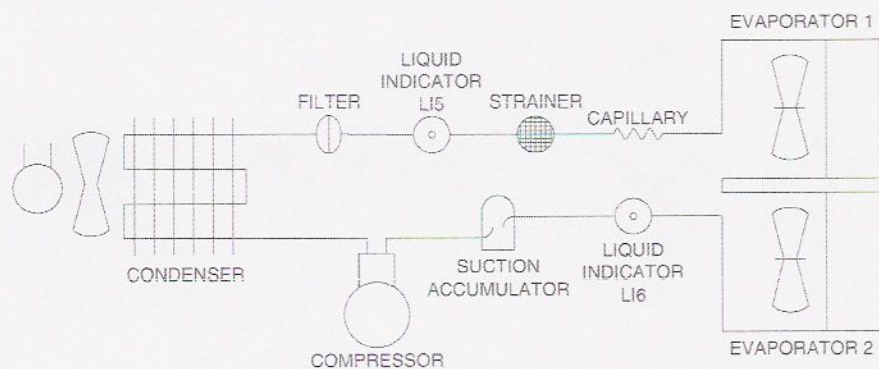 EVAPORATOR 1
LIQUID
INDICATOR
LI5
FILTER
STRAINER
CAPILLARY
CONDENSER
SUCTION
ACCUMULATOR
LIQUID
INDICATOR
LI6
COMPRESSOR
EVAPORATOR 2